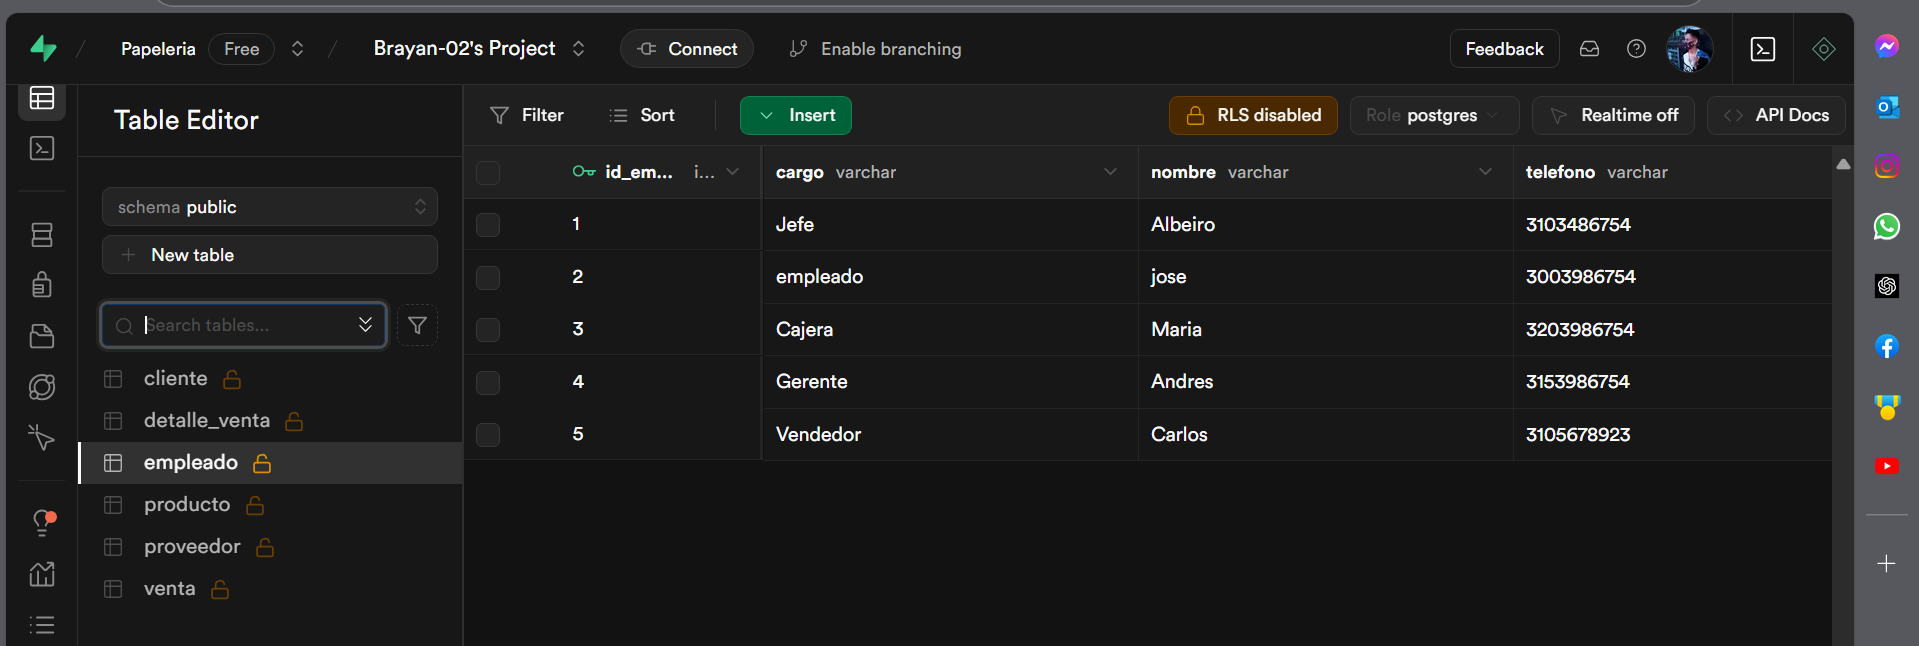 Papeleria Free Brayan-02's Project Connect Enable branching Feedback
Table Editor
schema public
New table
Search tables...
cliente
detalle_venta
empleado
producto
proveedor
venta
Filter Sort Insert RLS disabled Role postgres Realtime off API Docs
id_em... i... cargo varchar nombre varchar telefono varchar
1 Jefe Albeiro 3103486754
2 empleado jose 3003986754
3 Cajera Maria 3203986754
4 Gerente Andres 3153986754
5 Vendedor Carlos 3105678923